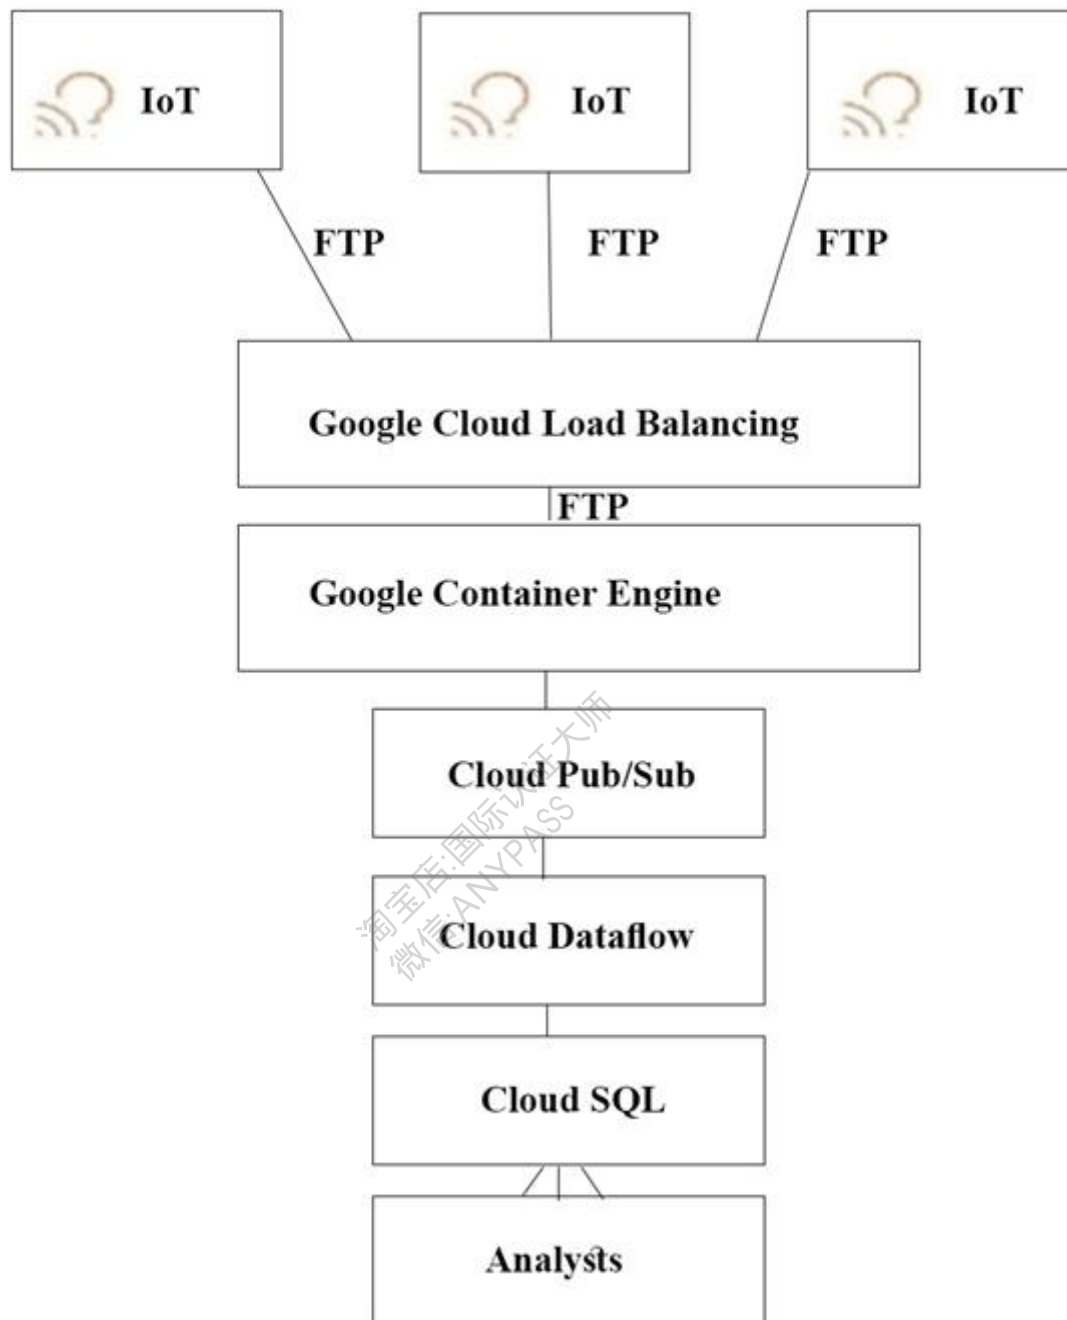 IoT
IoT
IoT
FTP
FTP
FTP
Google Cloud Load Balancing
FTP
Google Container Engine
Cloud Pub/Sub
淘宝店:国际认证大师
微信:ANYPASS
Cloud Dataflow
Cloud SQL
Analysts